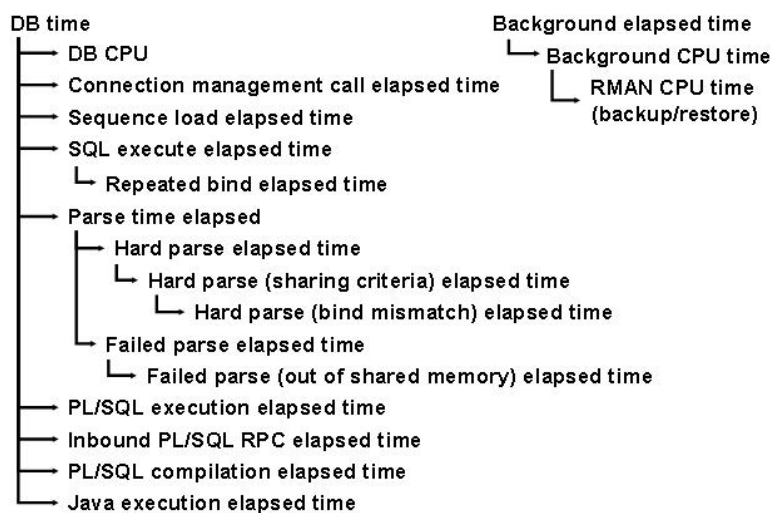 DB time
DB CPU
Connection management call elapsed time
Sequence load elapsed time
SQL execute elapsed time
Repeated bind elapsed time
Parse time elapsed
Hard parse elapsed time
Hard parse (sharing criteria) elapsed time
Hard parse (bind mismatch) elapsed time
Failed parse elapsed time
Failed parse (out of shared memory) elapsed time
PL/SQL execution elapsed time
Inbound PL/SQL RPC elapsed time
PL/SQL compilation elapsed time
Java execution elapsed time
Background elapsed time
Background CPU time
RMAN CPU time
(backup/restore)